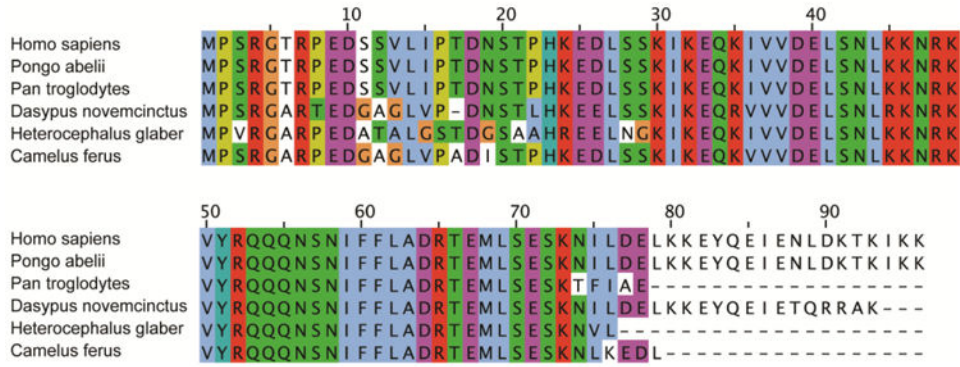 10 20 30 40
Homo sapiens MPSRGTRPEDSSVLIPTDNSTPHKEDLSSKIKEQKIVVDELSNLKKNRK
Pongo abelii MPSRGTRPEDSSVLIPTDNSTPHKEDLSSKIKEQKIVVDELSNLKKNRK
Pan troglodytes MPSRGTRPEDSSVLIPTDNSTPHKEDLSSKIKEQKIVVDELSNLKKNRK
Dasypus novemcinctus MPSRGARTEDGAGLVP-DNSTLHKEELSSKIKEQKIVVDELSNLRKNRK
Heterocephalus glaber MPVRGARPEDATALGSTDGSAAHREELNGKIKEQKVVVDELSNLKKNRK
Camelus ferus MPSRGARPEDGAGLVPADISTPHKEDLSSKIKEQKVVVDELSNLKKNRK
50 60 70 80 90
Homo sapiens VYRQQQNSNIFFLADRTEMLSESKNILDELKKEYQEIENLDKTKIKK
Pongo abelii VYRQQQNSNIFFLADRTEMLSESKNILDELKKEYQEIENLDKTKIKK
Pan troglodytes VYRQQQNSNIFFLADRTEMLSESKTFIAE------------------
Dasypus novemcinctus VYRQQQNSNIFFLADRTEMLSESKNILDELKKEYQEIETQRRAK---
Heterocephalus glaber VYRQQQNSNIFFLADRTEMLSESKNVL--------------------
Camelus ferus VYRQQQNSNIFFLADRTEMLSESKNLKEDL-----------------